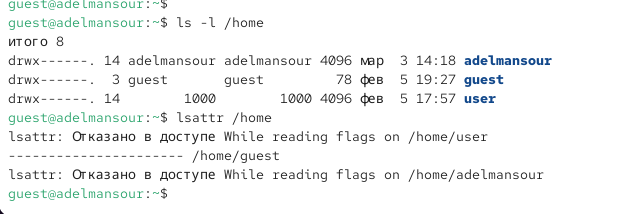 guest@adelmansour:~$
guest@adelmansour:~$ ls -l /home
итого 8
drwx------. 14 adelmansour adelmansour 4096 мар  3 14:18 adelmansour
drwx------.  3 guest       guest         78 фев  5 19:27 guest
drwx------. 14        1000        1000 4096 фев  5 17:57 user
guest@adelmansour:~$ lsattr /home
lsattr: Отказано в доступе While reading flags on /home/user
---------------------- /home/guest
lsattr: Отказано в доступе While reading flags on /home/adelmansour
guest@adelmansour:~$